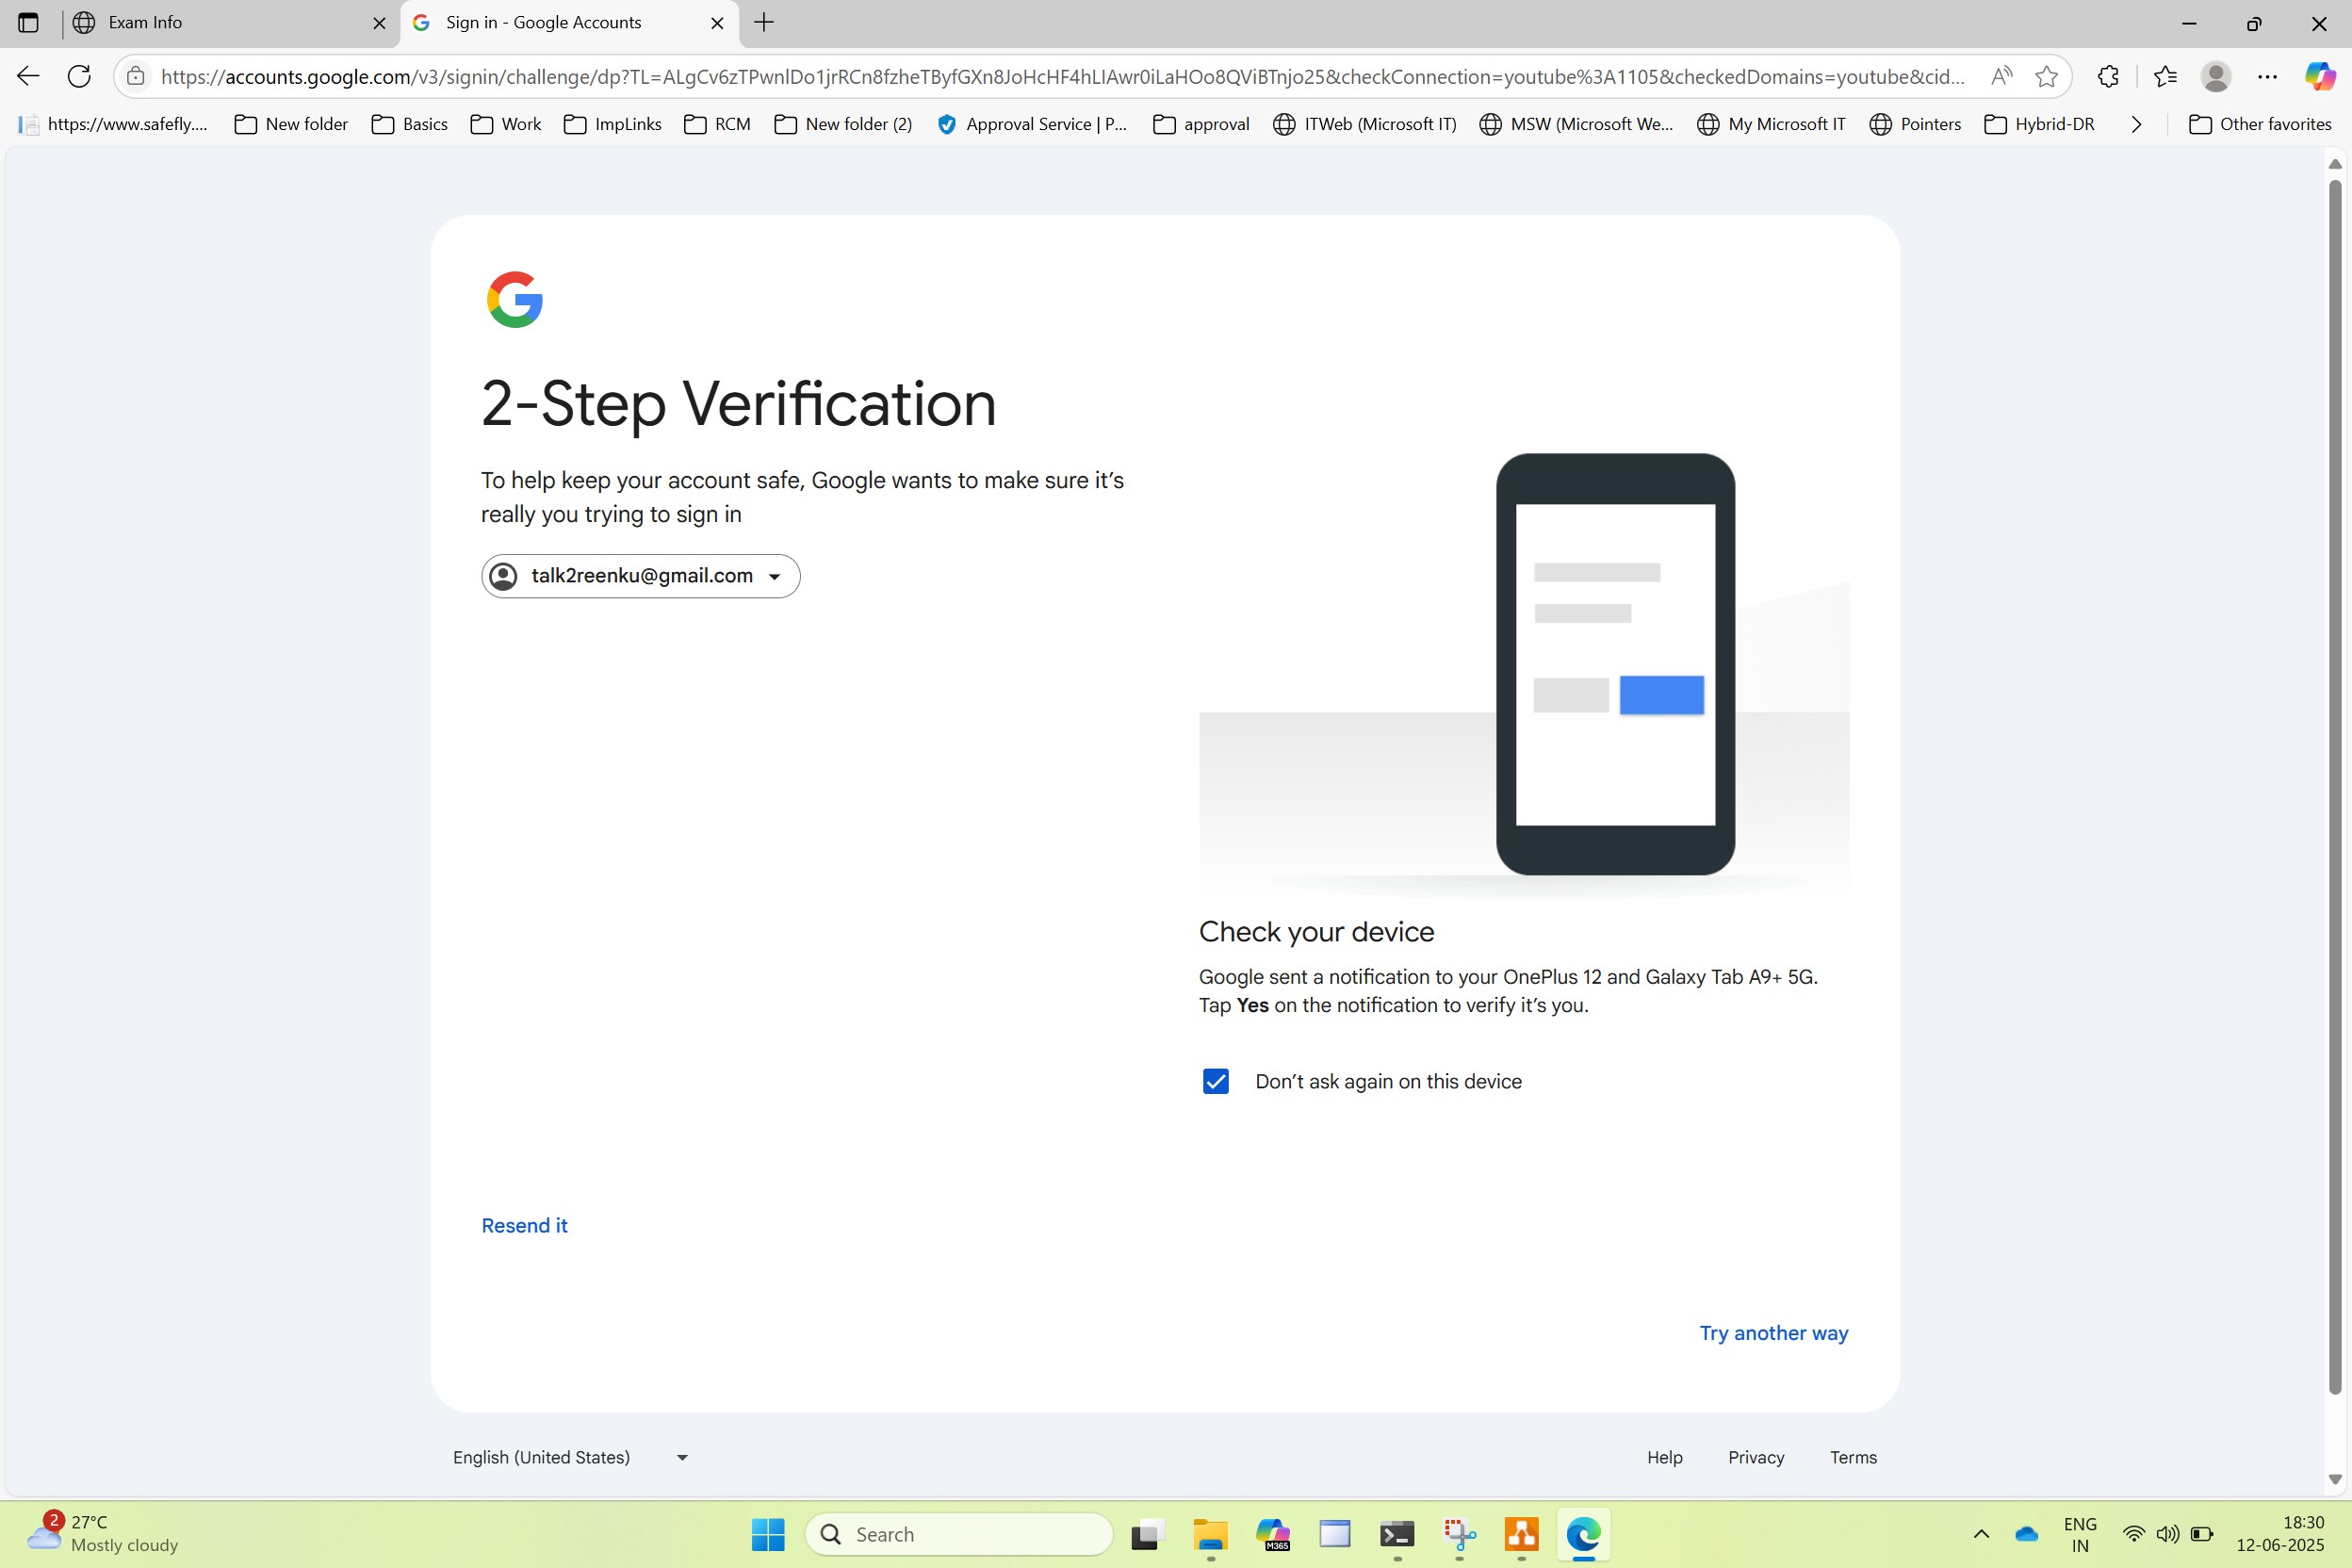 Exam Info
Sign in - Google Accounts
https://accounts.google.com/v3/signin/challenge/dp?TL=ALgCv6zTPwnlDo1jrRCn8fzheTByfGXn8JoHcHF4hLIAwr0iLaHOo8QViBTnjo25&checkConnection=youtube%3A1105&checkedDomains=youtube&cid...
https://www.safefly.... New folder Basics Work ImpLinks RCM New folder (2) Approval Service | P... approval ITWeb (Microsoft IT) MSW (Microsoft We... My Microsoft IT Pointers Hybrid-DR Other favorites
2-Step Verification
To help keep your account safe, Google wants to make sure it's
really you trying to sign in
talk2reenku@gmail.com
Check your device
Google sent a notification to your OnePlus 12 and Galaxy Tab A9+ 5G.
Tap Yes on the notification to verify it's you.
Don't ask again on this device
Resend it
Try another way
English (United States)
Help Privacy Terms
2
27°C
Mostly cloudy
Search
M365
ENG
IN
18:30
12-06-2025